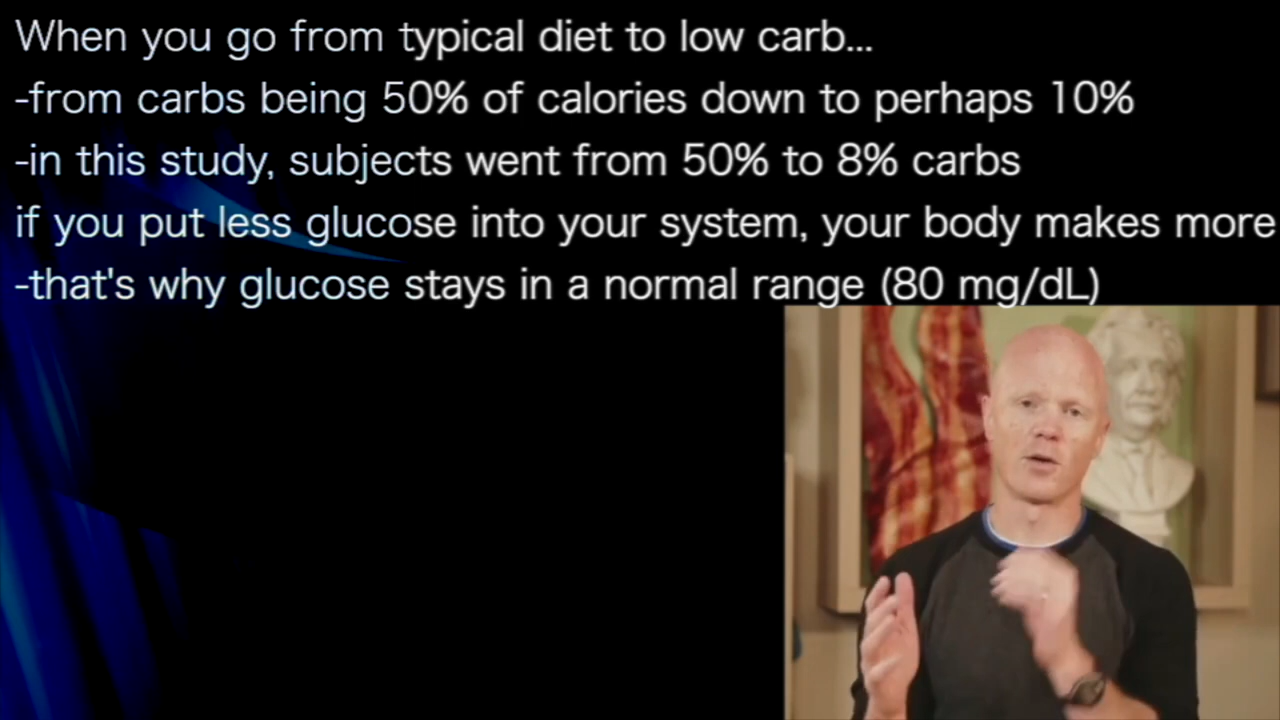 When you go from typical diet to low carb...
-from carbs being 50% of calories down to perhaps 10%
-in this study, subjects went from 50% to 8% carbs
if you put less glucose into your system, your body makes more
-that's why glucose stays in a normal range (80 mg/dL)